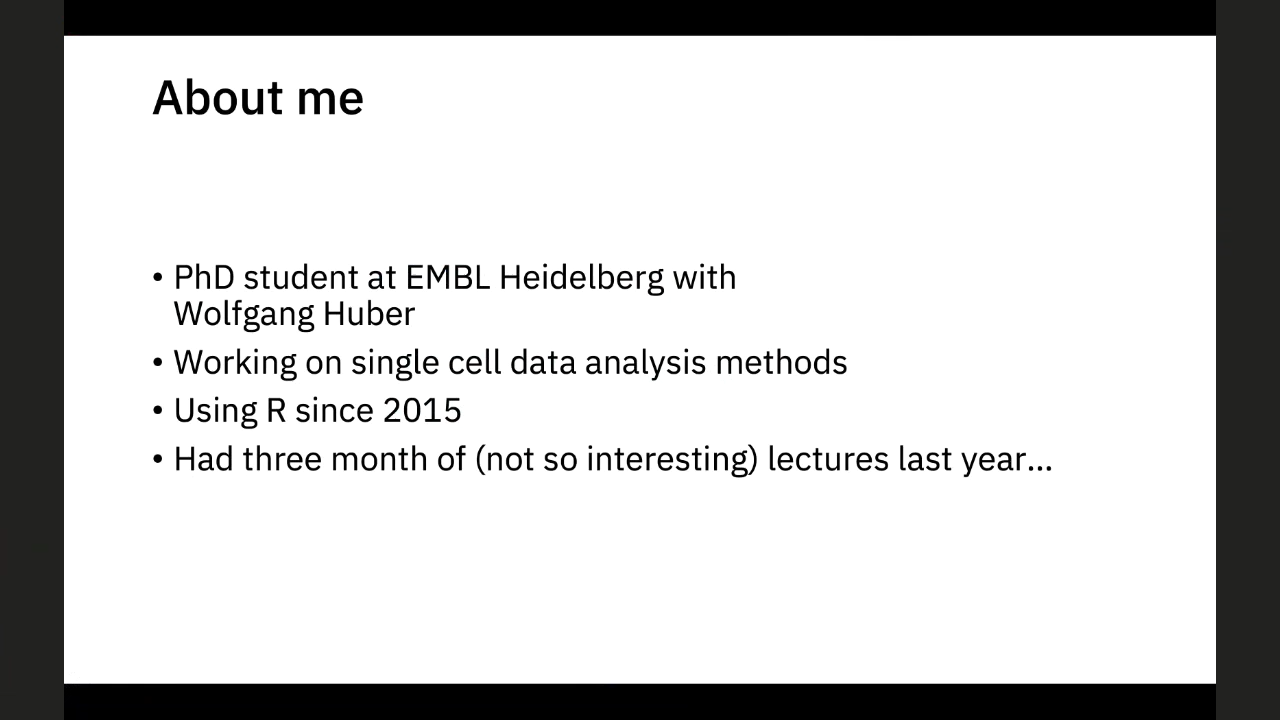 About me
• PhD student at EMBL Heidelberg with
Wolfgang Huber
• Working on single cell data analysis methods
• Using R since 2015
• Had three month of (not so interesting) lectures last year...